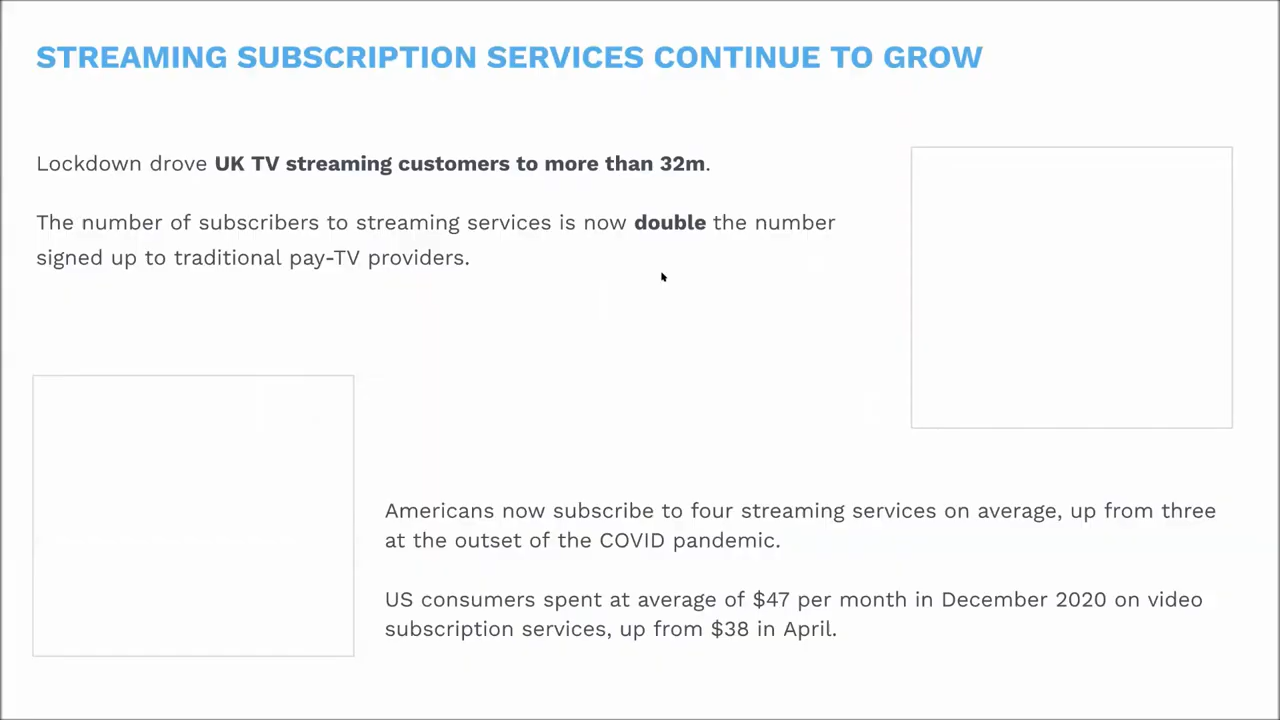 STREAMING SUBSCRIPTION SERVICES CONTINUE TO GROW
Lockdown drove UK TV streaming customers to more than 32m.
The number of subscribers to streaming services is now double the number
signed up to traditional pay-TV providers.
Americans now subscribe to four streaming services on average, up from three
at the outset of the COVID pandemic.
US consumers spent at average of $47 per month in December 2020 on video
subscription services, up from $38 in April.